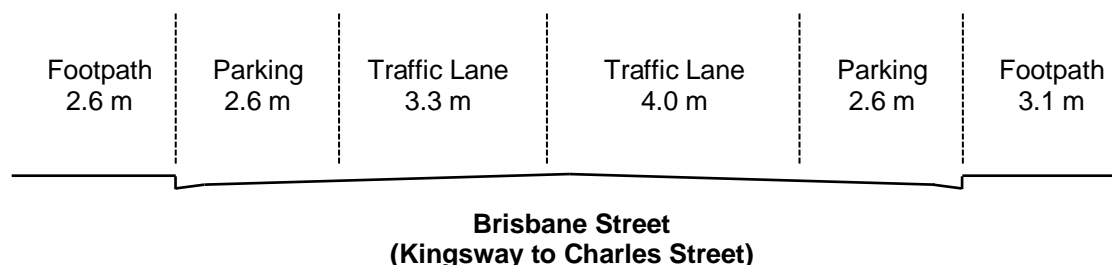 Footpath
2.6 m
Parking
2.6 m
Traffic Lane
3.3 m
Traffic Lane
4.0 m
Parking
2.6 m
Footpath
3.1 m
Brisbane Street
(Kingsway to Charles Street)